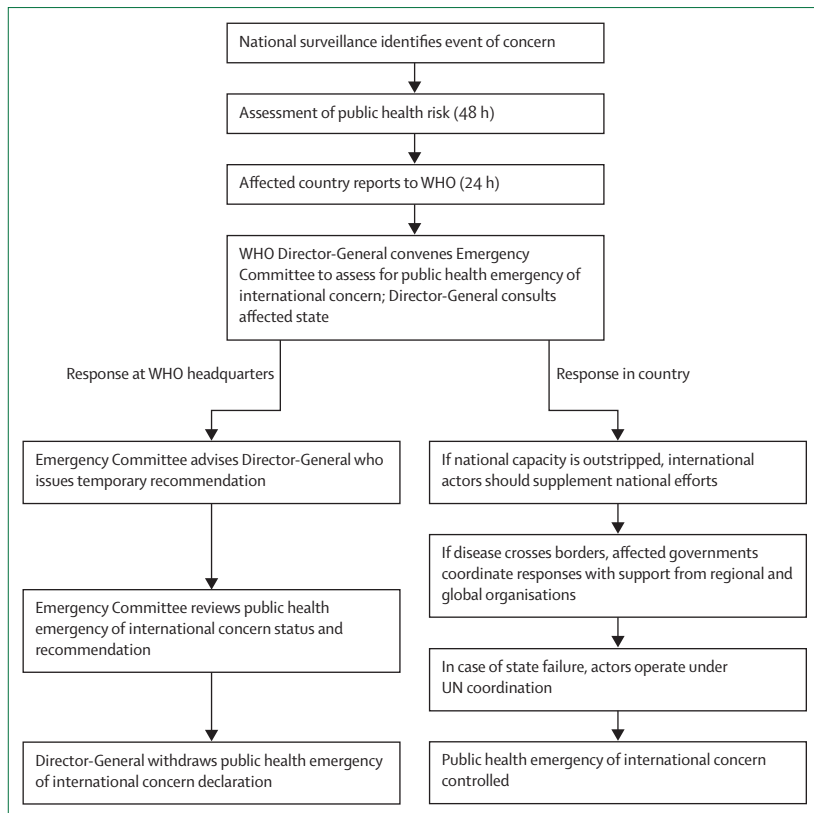 National surveillance identifies event of concern
Assessment of public health risk (48 h)
Affected country reports to WHO (24 h)
WHO Director-General convenes Emergency
Committee to assess for public health emergency of
international concern; Director-General consults
affected state
Response at WHO headquarters
Response in country
Emergency Committee advises Director-General who
issues temporary recommendation
Emergency Committee reviews public health
emergency of international concern status and
recommendation
Director-General withdraws public health emergency
of international concern declaration
If national capacity is outstripped, international
actors should supplement national efforts
If disease crosses borders, affected governments
coordinate responses with support from regional and
global organisations
In case of state failure, actors operate under
UN coordination
Public health emergency of international concern
controlled